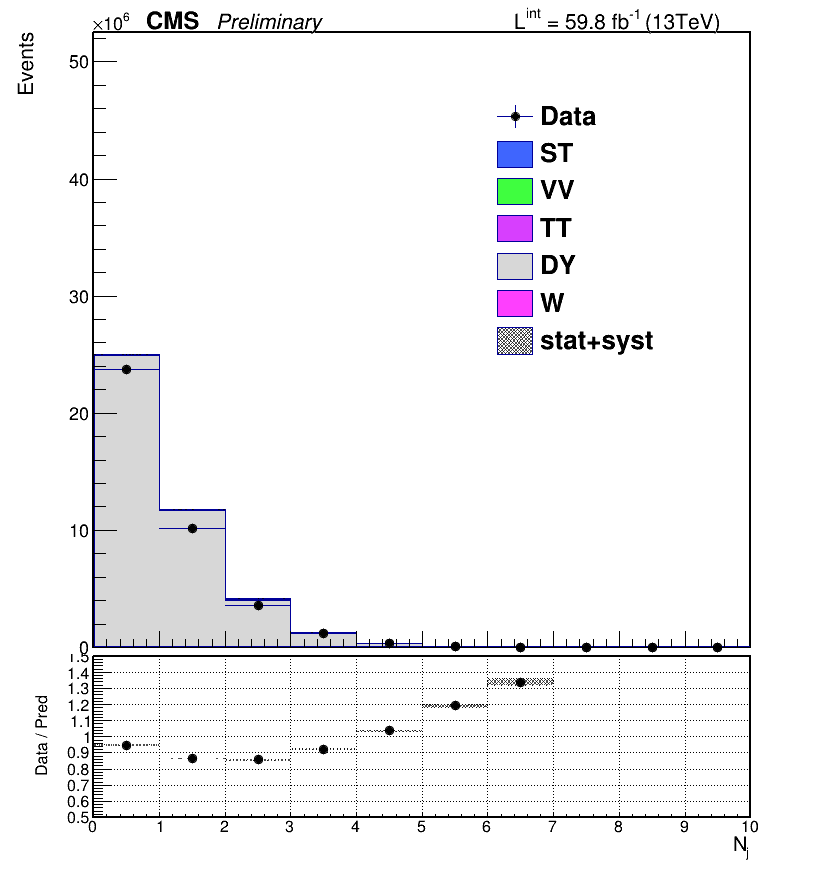 ×10⁶ CMS Preliminary L^int = 59.8 fb⁻¹ (13TeV)
Events
50
40
30
20
10
0
Data
ST
VV
TT
DY
W
stat+syst
Data / Pred
1.5
1.4
1.3
1.2
1.1
1
0.9
0.8
0.7
0.6
0.5
0 1 2 3 4 5 6 7 8 9 10
N_j